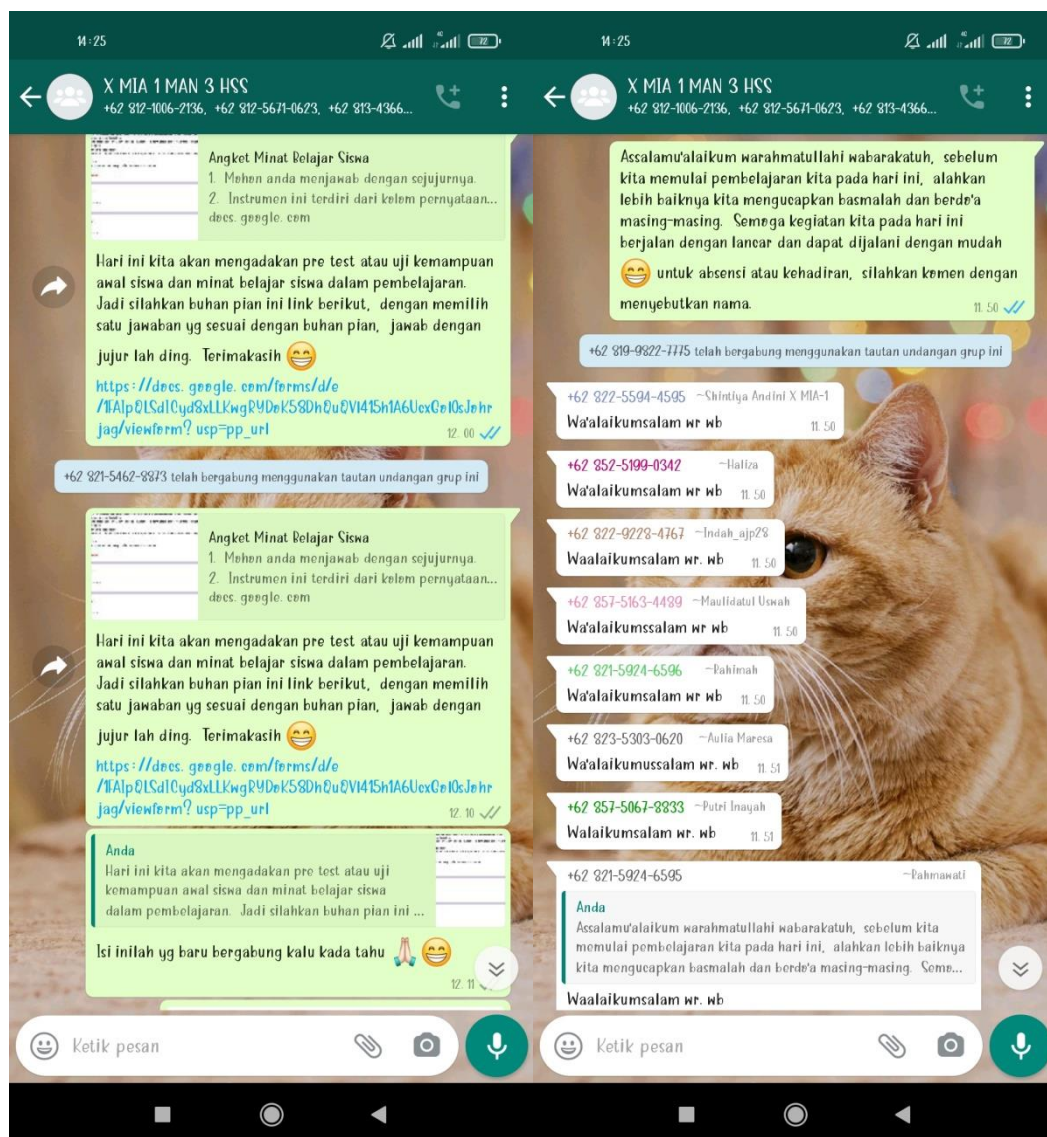 14:25
X MIA 1 MAN 3 HSS
+62 812-1006-2136, +62 812-5671-0623, +62 813-4366...
Angket Minat Belajar Siswa
1. Mohon anda menjawab dengan sejujurnya.
2. Instrumen ini terdiri dari kolom pernyataan...
docs.google.com
Hari ini kita akan mengadakan pre test atau uji kemampuan
awal siswa dan minat belajar siswa dalam pembelajaran.
Jadi silahkan buhan pian ini link berikut, dengan memilih
satu jawaban yg sesuai dengan buhan pian, jawab dengan
jujur lah ding. Terimakasih 😁
https://docs.google.com/forms/d/e
jag/viewform?usp=pp_url
12.00
+62 821-5462-8873 telah bergabung menggunakan tautan undangan grup ini
Angket Minat Belajar Siswa
1. Mohon anda menjawab dengan sejujurnya.
2. Instrumen ini terdiri dari kolom pernyataan...
docs.google.com
Hari ini kita akan mengadakan pre test atau uji kemampuan
awal siswa dan minat belajar siswa dalam pembelajaran.
Jadi silahkan buhan pian ini link berikut, dengan memilih
satu jawaban yg sesuai dengan buhan pian, jawab dengan
jujur lah ding. Terimakasih 😁
https://docs.google.com/forms/d/e
jag/viewform?usp=pp_url
12.10
Anda
Hari ini kita akan mengadakan pre test atau uji
kemampuan awal siswa dan minat belajar siswa
dalam pembelajaran. Jadi silahkan buhan pian ini ...
Isi inilah yg baru bergabung kalu kada tahu 🙏😁
12.11
Ketik pesan
14:25
X MIA 1 MAN 3 HSS
+62 812-1006-2136, +62 812-5671-0623, +62 813-4366...
Assalamu'alaikum warahmatullahi wabarakatuh, sebelum
kita memulai pembelajaran kita pada hari ini, alahkan
lebih baiknya kita mengucapkan basmalah dan berdo'a
masing-masing. Semoga kegiatan kita pada hari ini
berjalan dengan lancar dan dapat dijalani dengan mudah
😁 untuk absensi atau kehadiran, silahkan komen dengan
menyebutkan nama.
11.50
+62 819-9822-7775 telah bergabung menggunakan tautan undangan grup ini
+62 822-5594-4595 ~Shintiya Andini X MIA-1
Wa'alaikumsalam wr wb
11.50
+62 852-5199-0342 ~Haliza
Wa'alaikumsalam wr wb
11.50
+62 822-9228-4767 ~Indah_ajp28
Waalaikumsalam wr. wb
11.50
+62 857-5163-4489 ~Maulidatul Uswah
Wa'alaikumssalam wr wb
11.50
+62 821-5924-6596 ~Rahimah
Wa'alaikumsalam wr wb
11.50
+62 823-5303-0620 ~Aulia Maresa
Wa'alaikumussalam wr. wb
11.51
+62 857-5067-8833 ~Putri Inayah
Walaikumsalam wr. wb
11.51
+62 821-5924-6595 ~Rahmawati
Anda
Assalamu'alaikum warahmatullahi wabarakatuh, sebelum kita
memulai pembelajaran kita pada hari ini, alahkan lebih baiknya
kita mengucapkan basmalah dan berdo'a masing-masing. Semo...
Waalaikumsalam wr. wb
Ketik pesan